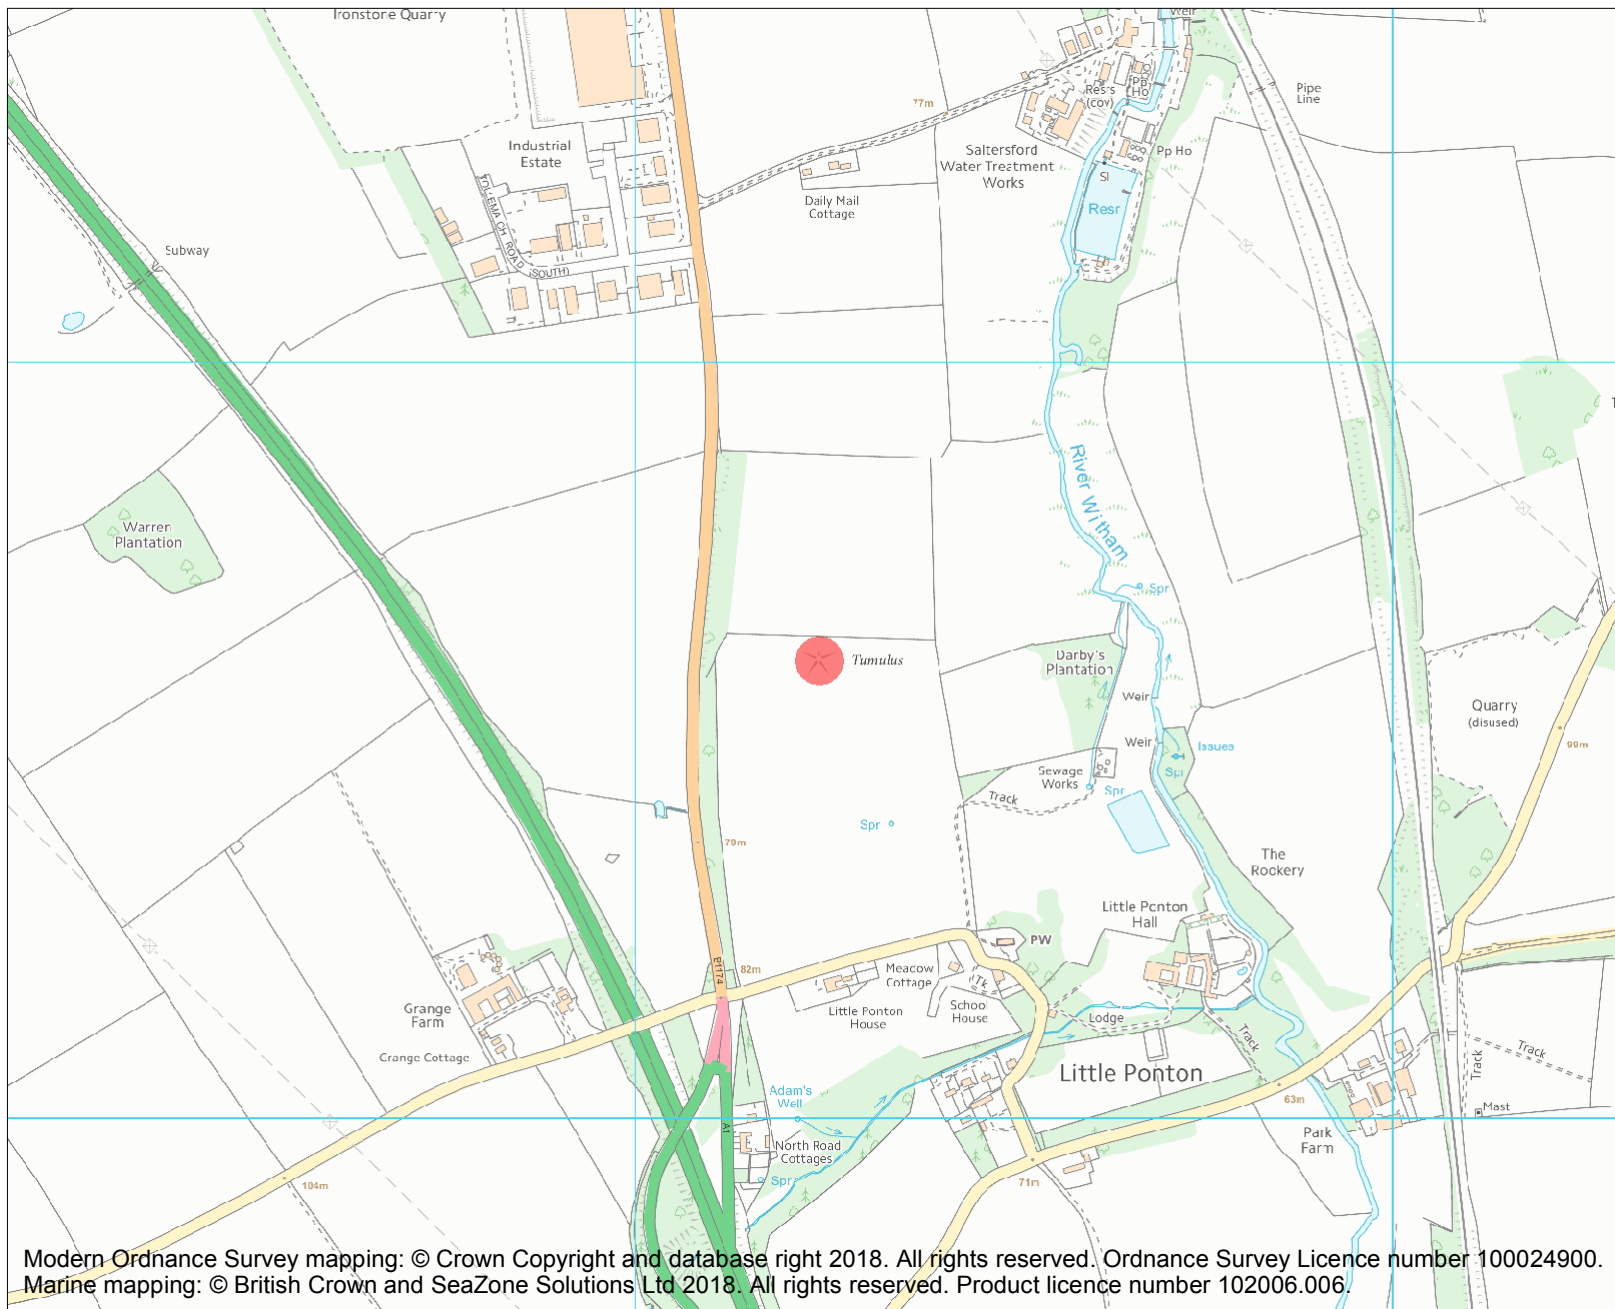 Ironstone Quarry
Weir
Pipe
Line
77m
Resrs
(cov)
Pp
Ho
Industrial
Estate
Saltersford
Water Treatment
Works
Pp Ho
Sl
Resr
TOLEMACHE ROAD (SOUTH)
Daily Mail
Cottage
Subway
River Witham
Warren
Plantation
Spr
Tumulus
Darby's
Plantation
Weir
Quarry
(disused)
Weir
Issues
Spr
99m
Sewage
Works
Spr
Track
Spr
79m
The
Rookery
Little Ponton
Hall
PW
B1174
82m
Meadow
Cottage
Tk
School
House
Little Ponton
House
Grange
Farm
Lodge
Track
Grange Cottage
Little Ponton
Track
Track
Adam's
Well
63m
Mast
A1
North Road
Cottages
Park
Farm
Spr
104m
71m
Modern Ordnance Survey mapping: © Crown Copyright and database right 2018. All rights reserved. Ordnance Survey Licence number 100024900.
Marine mapping: © British Crown and SeaZone Solutions Ltd 2018. All rights reserved. Product licence number 102006.006.